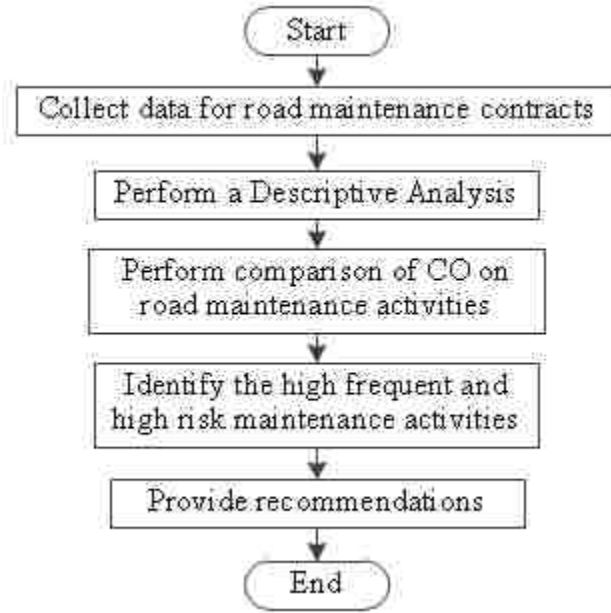 Start
Collect data for road maintenance contracts
Perform a Descriptive Analysis
Perform comparison of CO on
road maintenance activities
Identify the high frequent and
high risk maintenance activities
Provide recommendations
End